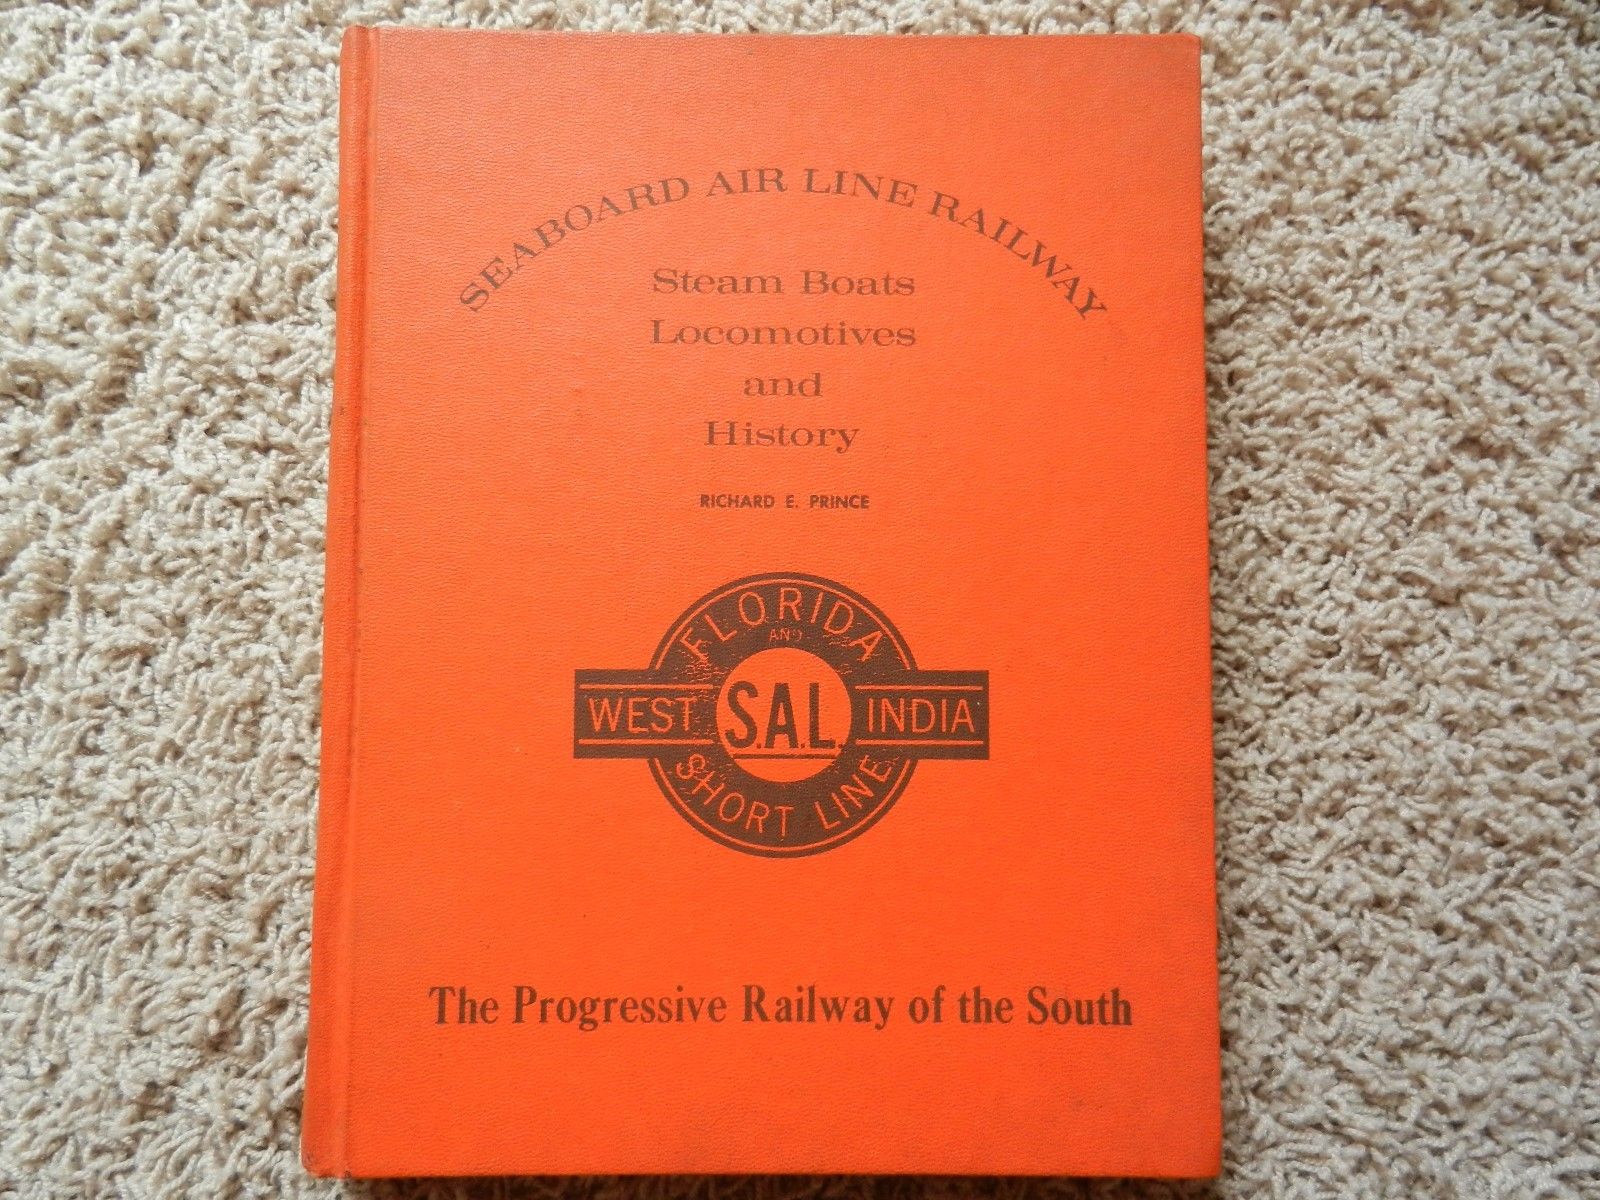 SEABOARD AIR LINE RAILWAY
Steam Boats
Locomotives
and
History
RICHARD E. PRINCE
FLORIDA
AND
WEST S.A.L. INDIA
SHORT LINE
The Progressive Railway of the South